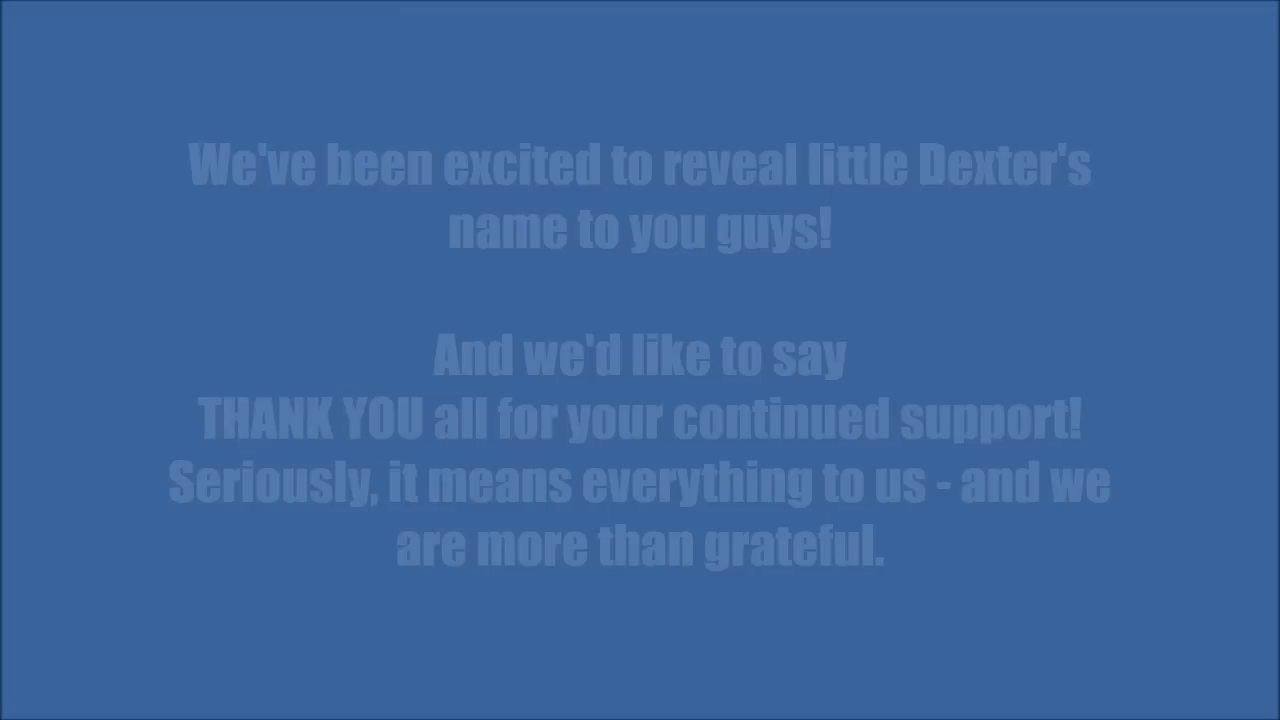 We've been excited to reveal little Dexter's
name to you guys!
And we'd like to say
THANK YOU all for your continued support!
Seriously, it means everything to us - and we
are more than grateful.